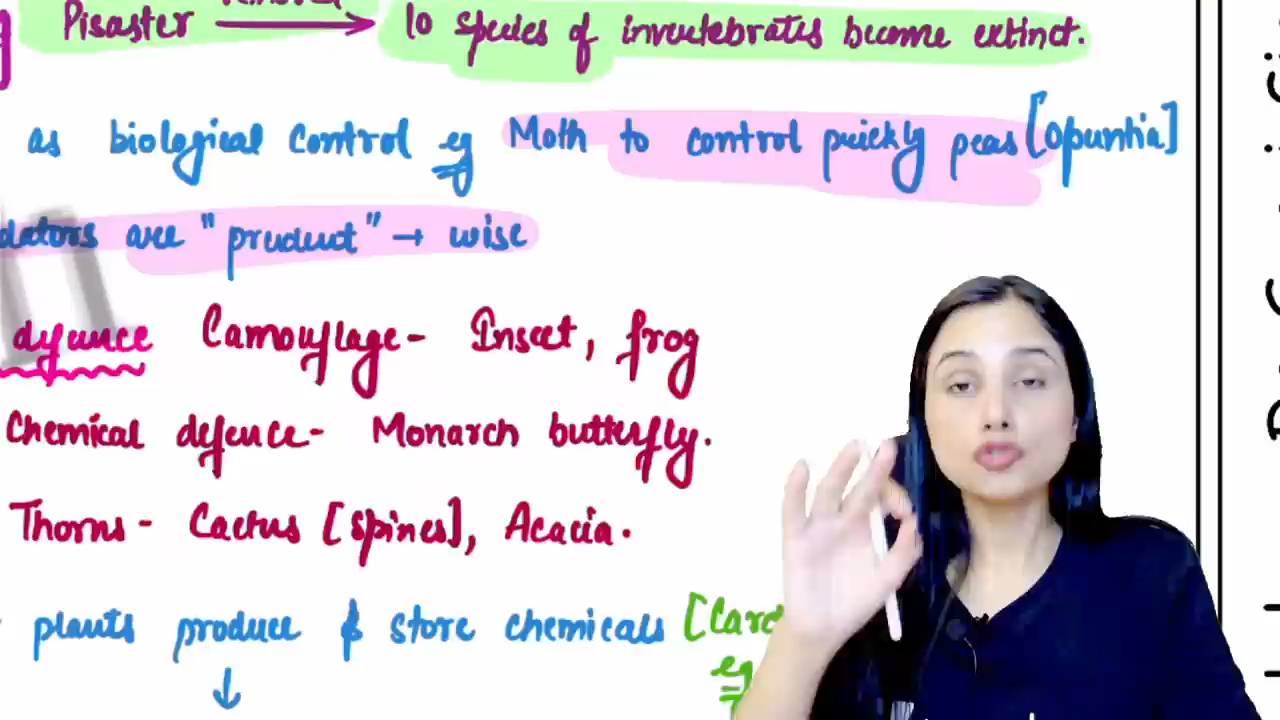 Pisaster → 10 species of invertebrates become extinct.
as biological control eg Moth to control prickly pears [Opuntia]
dators are "prudent" → wise
defence Camouflage - Insect, frog
Chemical defence - Monarch butterfly.
Thorns - Cactus [spines], Acacia.
plants produce & store chemicals [Card
↓ eg